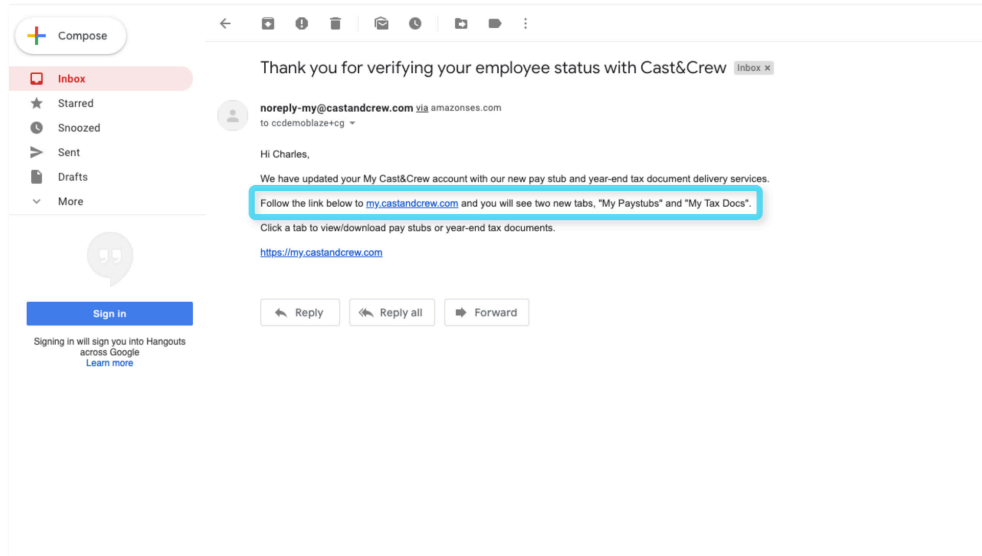 Compose
Inbox
Starred
Snoozed
Sent
Drafts
More
Sign in
Signing in will sign you into Hangouts
across Google
Learn more
Thank you for verifying your employee status with Cast&Crew Inbox ×
noreply-my@castandcrew.com via amazonses.com
to ccdemoblaze+cg
Hi Charles,
We have updated your My Cast&Crew account with our new pay stub and year-end tax document delivery services.
Follow the link below to my.castandcrew.com and you will see two new tabs, "My Paystubs" and "My Tax Docs".
Click a tab to view/download pay stubs or year-end tax documents.
https://my.castandcrew.com
Reply Reply all Forward